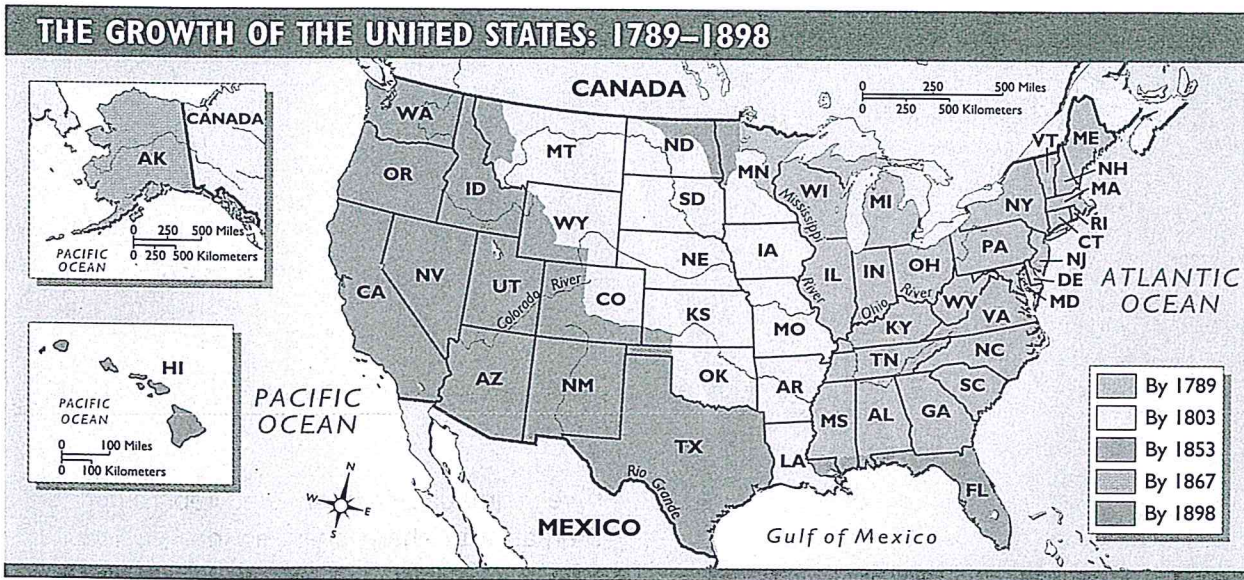 THE GROWTH OF THE UNITED STATES: 1789–1898
CANADA
AK
PACIFIC
OCEAN
0 250 500 Miles
0 250 500 Kilometers
HI
PACIFIC
OCEAN
0 100 Miles
0 100 Kilometers
CANADA
0 250 500 Miles
0 250 500 Kilometers
WA
OR
ID
MT
WY
ND
SD
NE
KS
OK
MN
IA
MO
AR
LA
WI
MI
IL
IN
OH
KY
TN
MS
AL
GA
FL
SC
NC
VA
WV
PA
NY
VT
ME
NH
MA
RI
CT
NJ
DE
MD
CA
NV
UT
CO
AZ
NM
TX
Mississippi
River
Ohio
River
Colorado
River
Rio
Grande
PACIFIC
OCEAN
ATLANTIC
OCEAN
MEXICO
Gulf of Mexico
N
W
E
S
By 1789
By 1803
By 1853
By 1867
By 1898